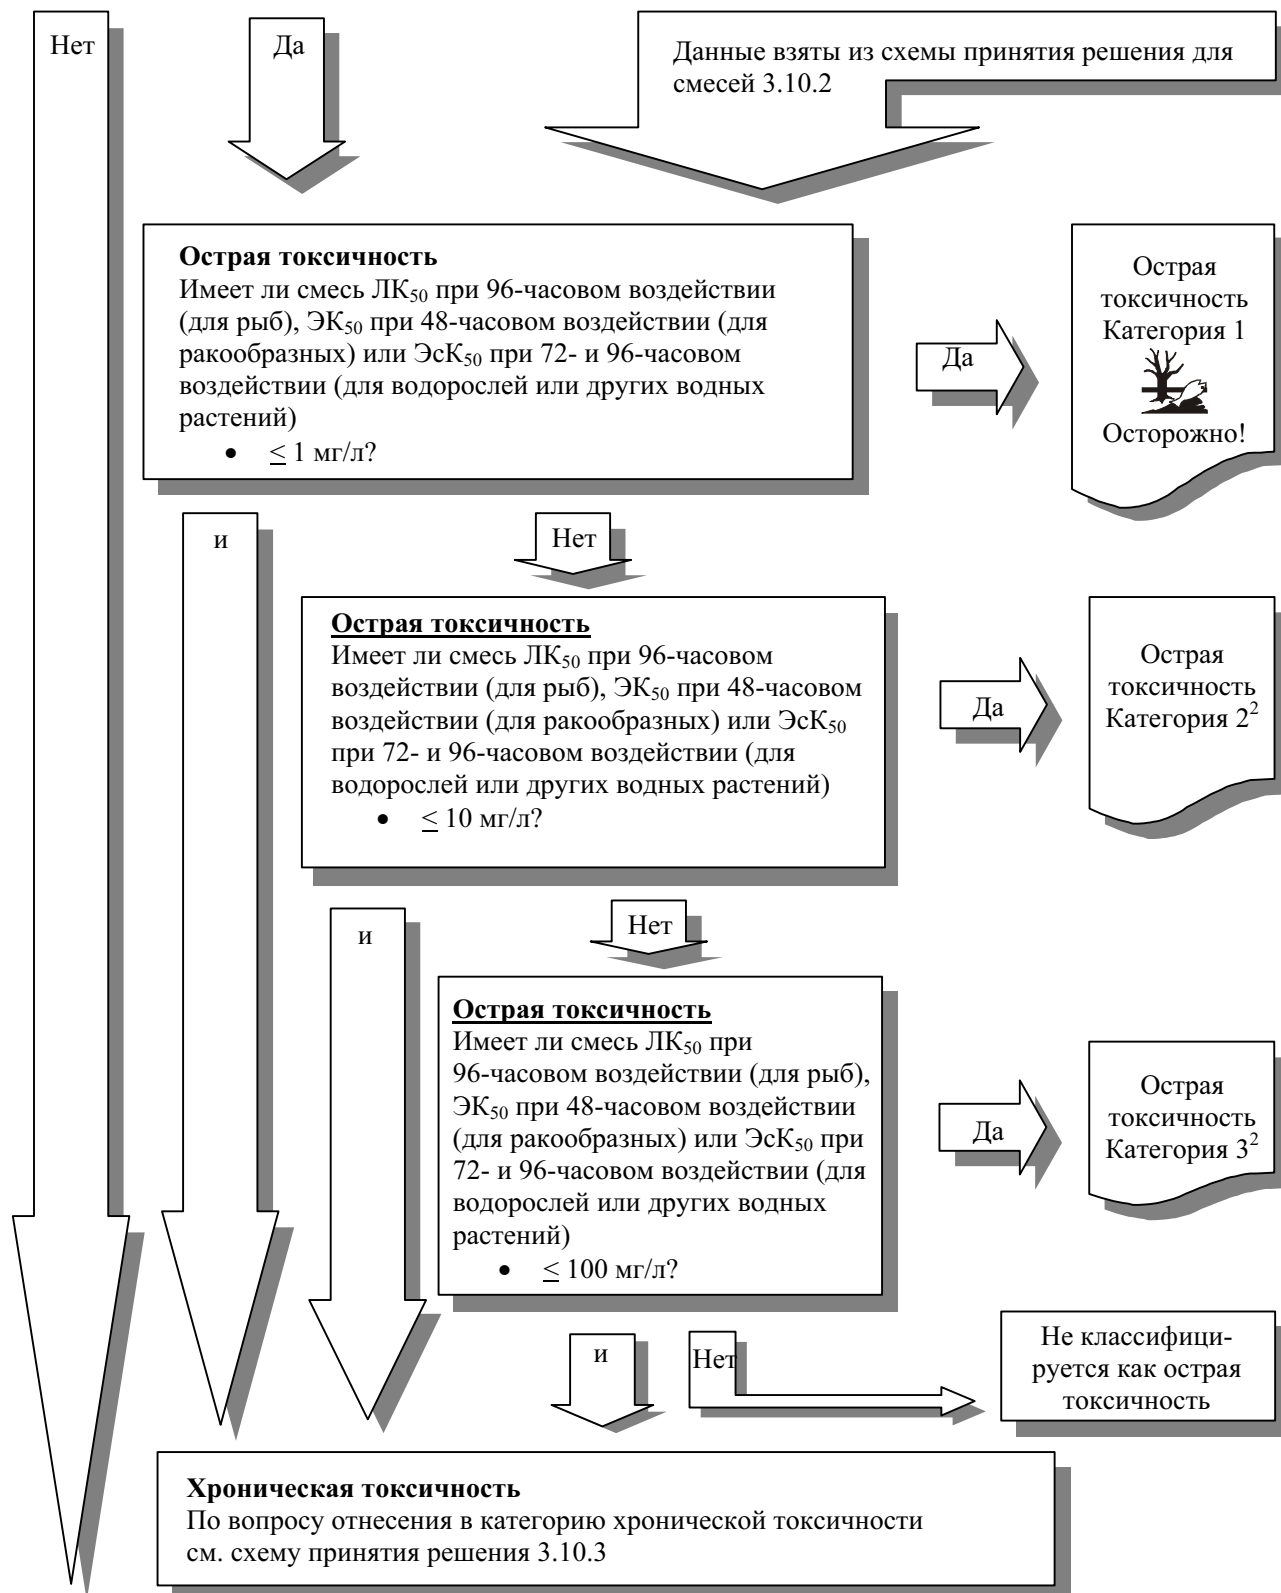 Нет
Да
Данные взяты из схемы принятия решения для
смесей 3.10.2
Острая токсичность
Имеет ли смесь ЛК50 при 96-часовом воздействии
(для рыб), ЭК50 при 48-часовом воздействии (для
ракообразных) или ЭсК50 при 72- и 96-часовом
воздействии (для водорослей или других водных
растений)
• ≤ 1 мг/л?
Да
Острая
токсичность
Категория 1
Осторожно!
и
Нет
Острая токсичность
Имеет ли смесь ЛК50 при 96-часовом
воздействии (для рыб), ЭК50 при 48-часовом
воздействии (для ракообразных) или ЭсК50
при 72- и 96-часовом воздействии (для
водорослей или других водных растений)
• ≤ 10 мг/л?
Да
Острая
токсичность
Категория 2²
и
Нет
Острая токсичность
Имеет ли смесь ЛК50 при
96-часовом воздействии (для рыб),
ЭК50 при 48-часовом воздействии
(для ракообразных) или ЭсК50 при
72- и 96-часовом воздействии (для
водорослей или других водных
растений)
• ≤ 100 мг/л?
Да
Острая
токсичность
Категория 3²
и
Нет
Не классифици-
руется как острая
токсичность
Хроническая токсичность
По вопросу отнесения в категорию хронической токсичности
см. схему принятия решения 3.10.3